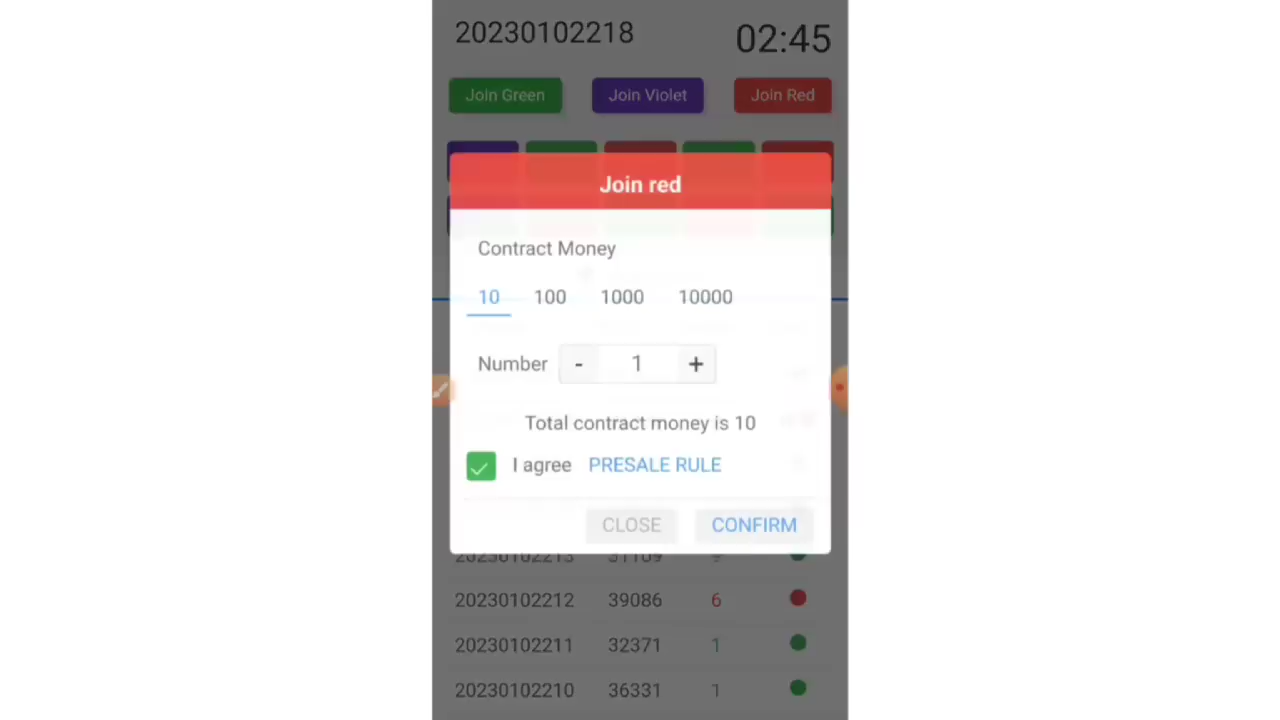 20230102218 02:45
Join Green Join Violet Join Red
Join red
Contract Money
10 100 1000 10000
Number - 1 +
Total contract money is 10
I agree PRESALE RULE
CLOSE CONFIRM
20230102213 31109
20230102212 39086 6
20230102211 32371 1
20230102210 36331 1